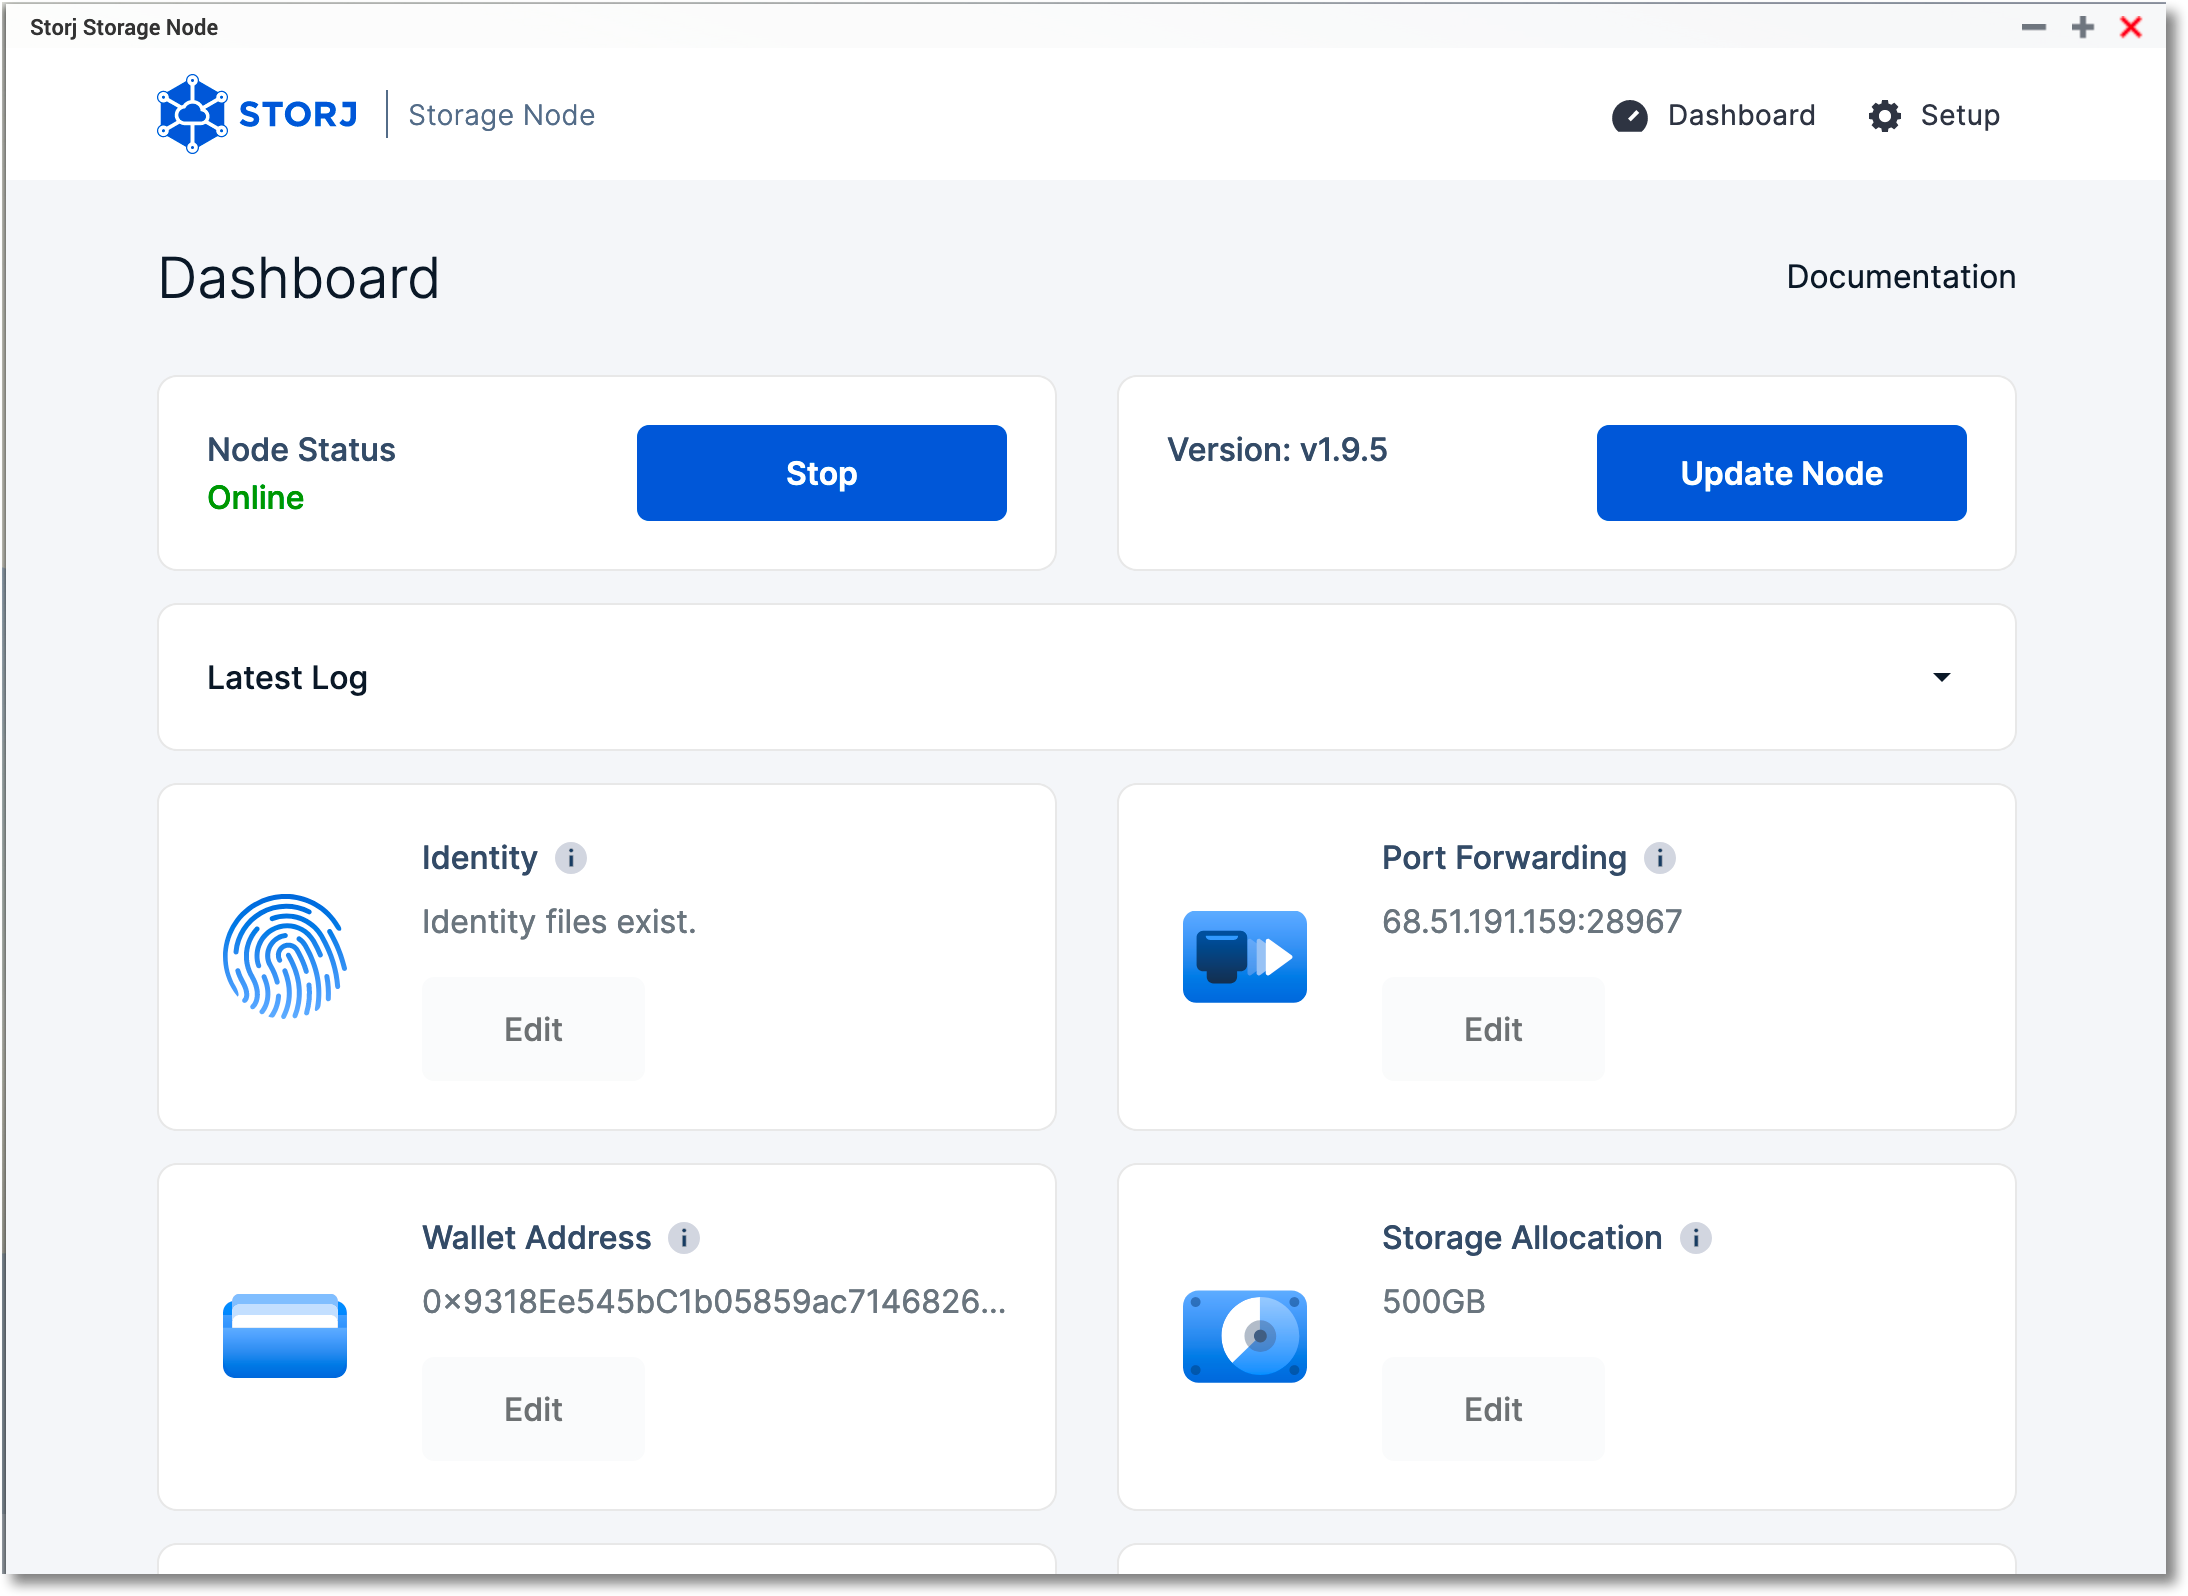 Storj Storage Node
STORJ Storage Node
Dashboard
Setup
Dashboard
Documentation
Node Status
Online
Stop
Version: v1.9.5
Update Node
Latest Log
Identity i
Identity files exist.
Edit
Port Forwarding i
68.51.191.159:28967
Edit
Wallet Address i
0×9318Ee545bC1b05859ac7146826...
Edit
Storage Allocation i
500GB
Edit